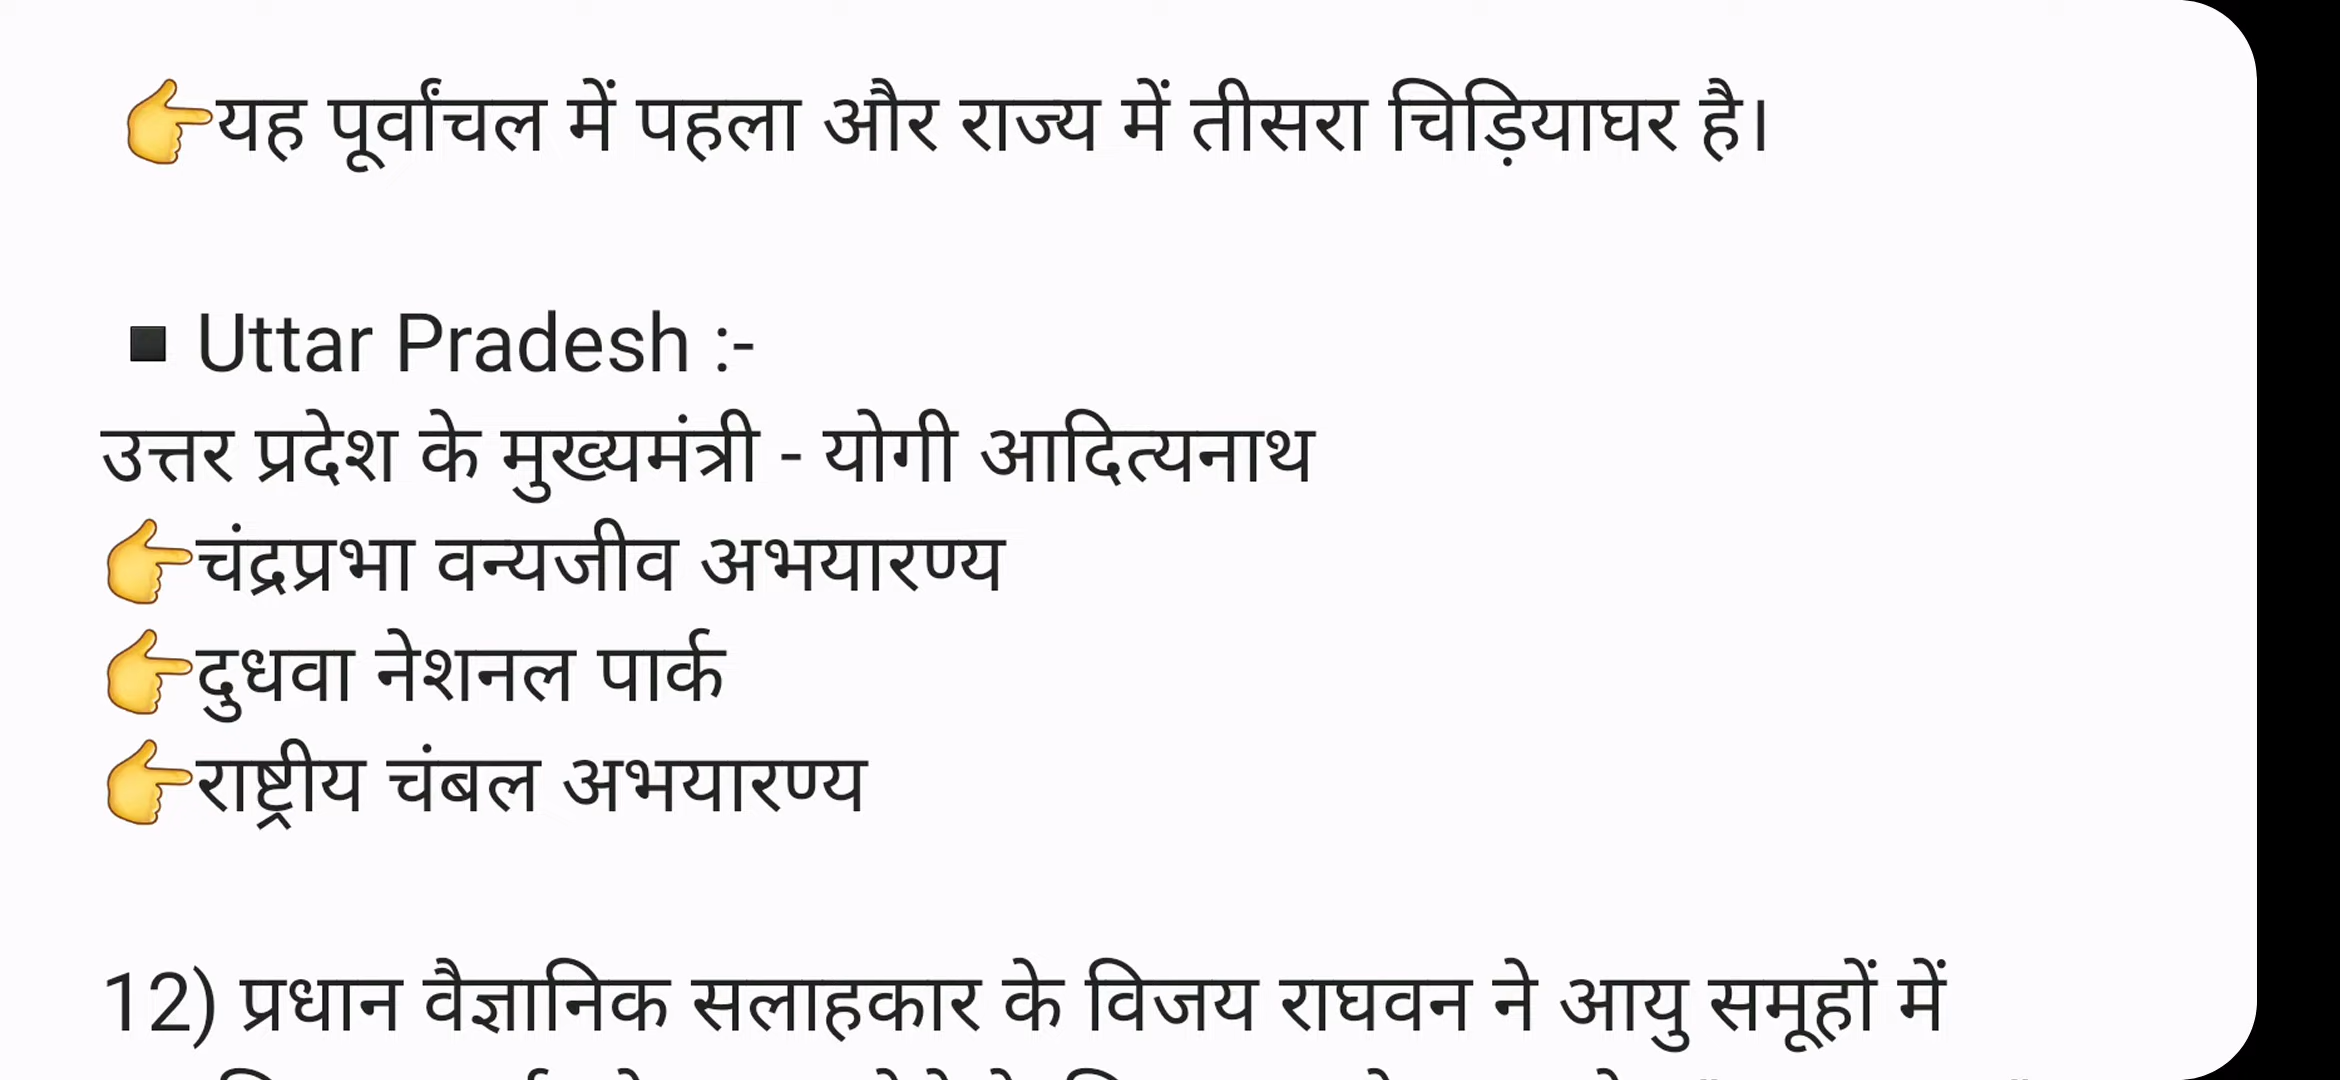 👉यह पूर्वांचल में पहला और राज्य में तीसरा चिड़ियाघर है।
▪️ Uttar Pradesh :-
उत्तर प्रदेश के मुख्यमंत्री - योगी आदित्यनाथ
👉चंद्रप्रभा वन्यजीव अभयारण्य
👉दुधवा नेशनल पार्क
👉राष्ट्रीय चंबल अभयारण्य
12) प्रधान वैज्ञानिक सलाहकार के विजय राघवन ने आयु समूहों में